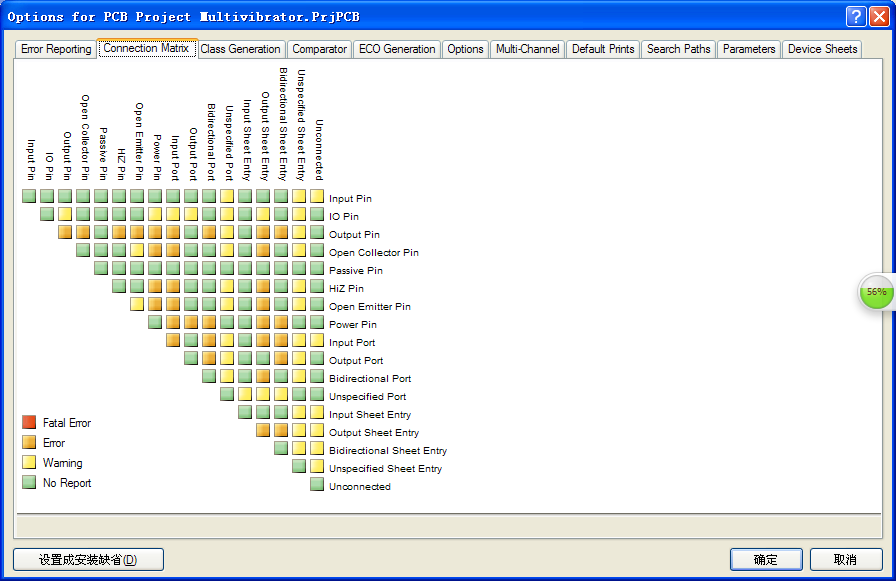 Options for PCB Project Multivibrator.PrjPCB
Error Reporting Connection Matrix Class Generation Comparator ECO Generation Options Multi-Channel Default Prints Search Paths Parameters Device Sheets
Input Pin
IO Pin
Output Pin
Open Collector Pin
Passive Pin
HiZ Pin
Open Emitter Pin
Power Pin
Input Port
Output Port
Bidirectional Port
Unspecified Port
Input Sheet Entry
Output Sheet Entry
Bidirectional Sheet Entry
Unspecified Sheet Entry
Unconnected
Input Pin
IO Pin
Output Pin
Open Collector Pin
Passive Pin
HiZ Pin
Open Emitter Pin
Power Pin
Input Port
Output Port
Bidirectional Port
Unspecified Port
Input Sheet Entry
Output Sheet Entry
Bidirectional Sheet Entry
Unspecified Sheet Entry
Unconnected
Fatal Error
Error
Warning
No Report
56%
设置成安装缺省(D)
确定
取消